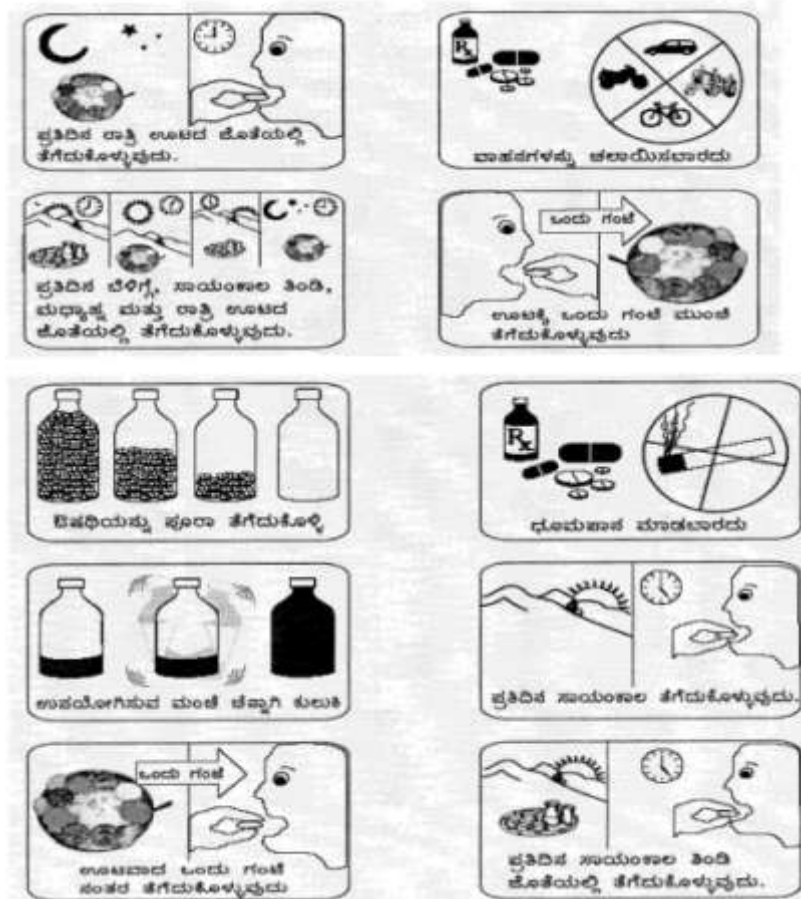 ಪ್ರತಿದಿನ ರಾತ್ರಿ ಊಟದ ಜೊತೆಯಲ್ಲಿ
ತೆಗೆದುಕೊಳ್ಳುವುದು.
Rx
ವಾಹನಗಳನ್ನು ಚಲಾಯಿಸಬಾರದು
ಪ್ರತಿದಿನ ಬೆಳಿಗ್ಗೆ, ಸಾಯಂಕಾಲ ತಿಂಡಿ,
ಮಧ್ಯಾಹ್ನ ಮತ್ತು ರಾತ್ರಿ ಊಟದ
ಜೊತೆಯಲ್ಲಿ ತೆಗೆದುಕೊಳ್ಳುವುದು.
ಒಂದು ಗಂಟೆ
ಊಟಕ್ಕೆ ಒಂದು ಗಂಟೆ ಮುಂಚೆ
ತೆಗೆದುಕೊಳ್ಳುವುದು
ಔಷಧಿಯನ್ನು ಪೂರಾ ತೆಗೆದುಕೊಳ್ಳಿ
Rx
ಧೂಮಪಾನ ಮಾಡಬಾರದು
ಉಪಯೋಗಿಸುವ ಮಂಚೆ ಚೆನ್ನಾಗಿ ಕುಲುಕಿ
ಪ್ರತಿದಿನ ಸಾಯಂಕಾಲ ತೆಗೆದುಕೊಳ್ಳುವುದು.
ಒಂದು ಗಂಟೆ
ಊಟವಾದ ಒಂದು ಗಂಟೆ
ನಂತರ ತೆಗೆದುಕೊಳ್ಳುವುದು
ಪ್ರತಿದಿನ ಸಾಯಂಕಾಲ ತಿಂಡಿ
ಜೊತೆಯಲ್ಲಿ ತೆಗೆದುಕೊಳ್ಳುವುದು.